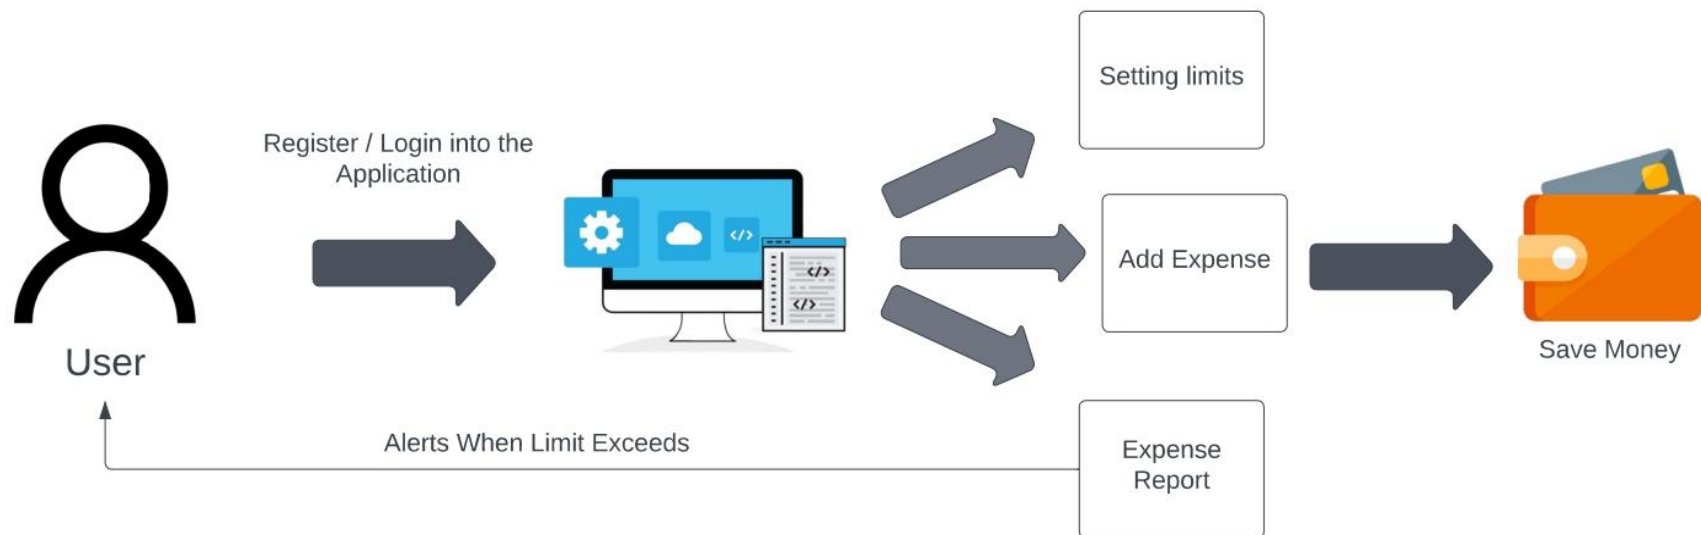 Setting limits
Register / Login into the
Application
</>
Add Expense
</>
</>
User
Save Money
Alerts When Limit Exceeds
Expense
Report